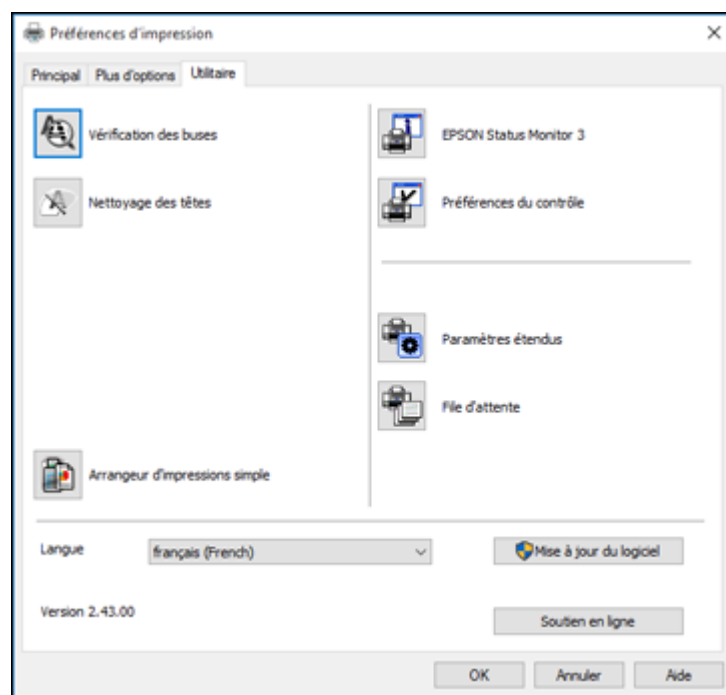 Préférences d'impression
Principal
Plus d'options
Utilitaire
Vérification des buses
Nettoyage des têtes
Arrangeur d'impressions simple
EPSON Status Monitor 3
Préférences du contrôle
Paramètres étendus
File d'attente
Langue
français (French)
Mise à jour du logiciel
Version 2.43.00
Soutien en ligne
OK
Annuler
Aide